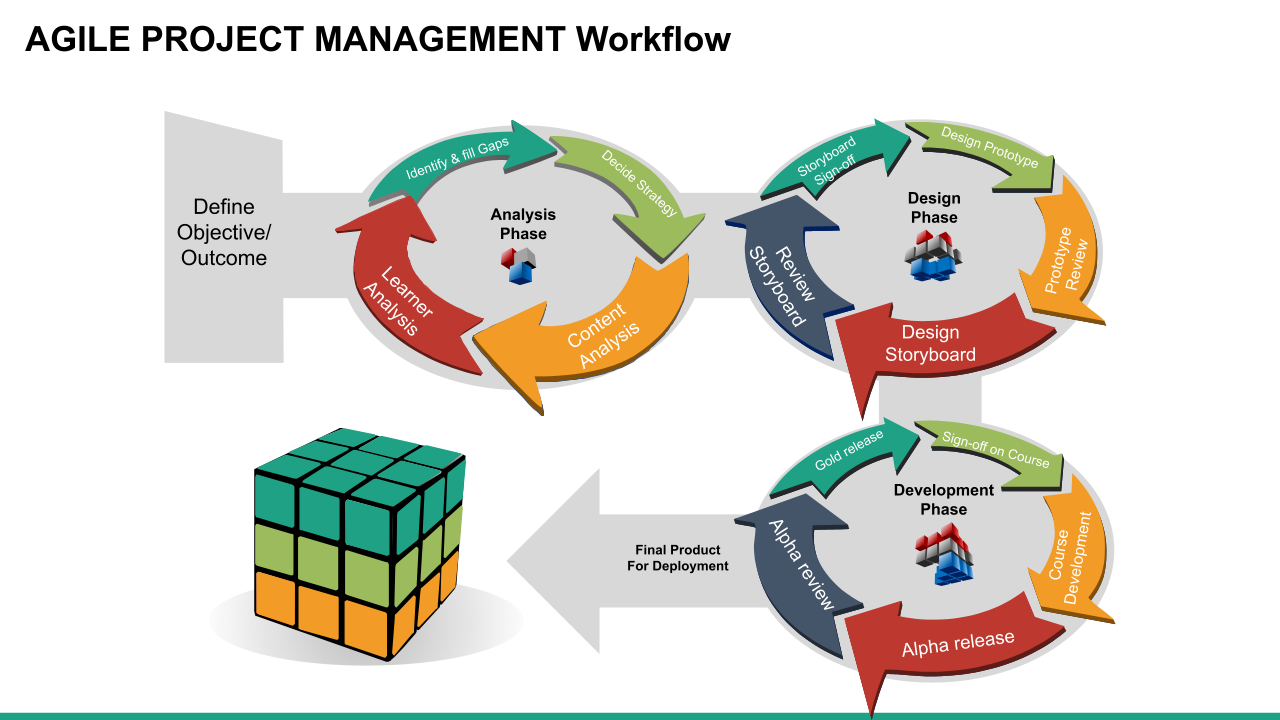 AGILE PROJECT MANAGEMENT Workflow
Define
Objective/
Outcome
Analysis
Phase
Identify & fill Gaps
Decide Strategy
Content
Analysis
Learner
Analysis
Design
Phase
Storyboard
Sign-off
Design Prototype
Prototype
Review
Design
Storyboard
Review
Storyboard
Development
Phase
Gold release
Sign-off on Course
Course
Development
Alpha release
Alpha review
Final Product
For Deployment